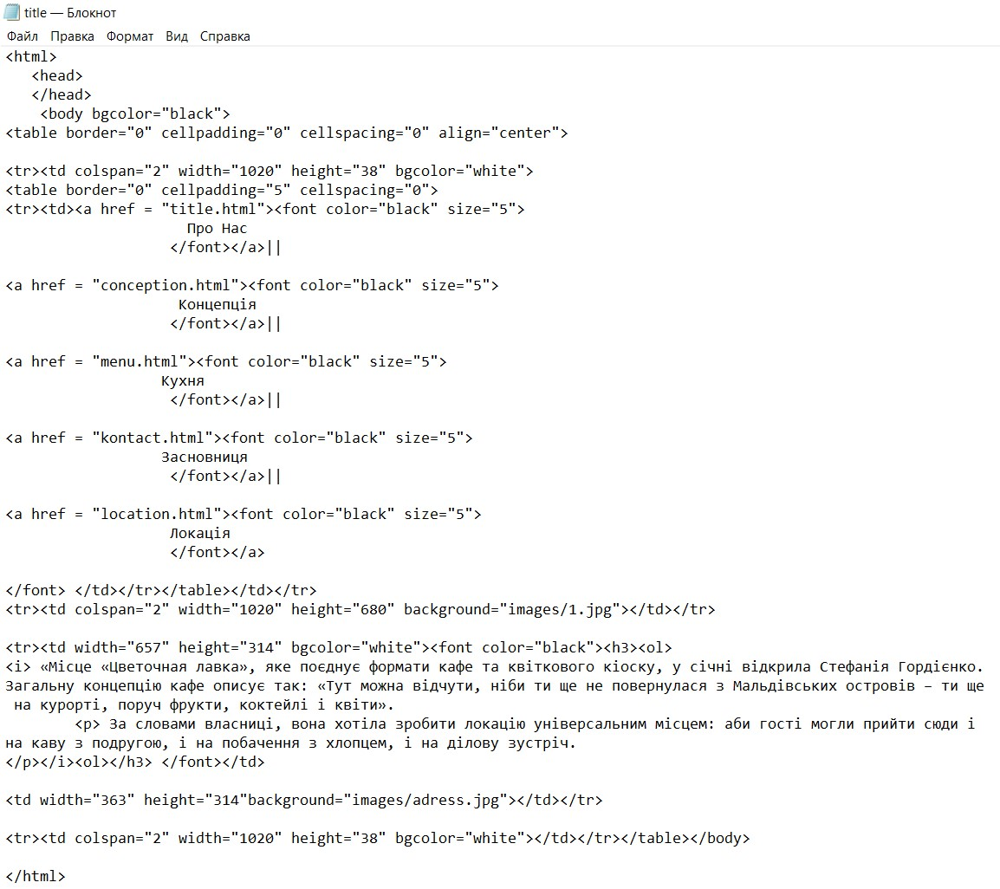 title — Блокнот
Файл Правка Формат Вид Справка
<html>
<head>
</head>
<body bgcolor="black">
<table border="0" cellpadding="0" cellspacing="0" align="center">
<tr><td colspan="2" width="1020" height="38" bgcolor="white">
<table border="0" cellpadding="5" cellspacing="0">
<tr><td><a href = "title.html"><font color="black" size="5">
Про Нас
</font></a>||
<a href = "conception.html"><font color="black" size="5">
Концепція
</font></a>||
<a href = "menu.html"><font color="black" size="5">
Кухня
</font></a>||
<a href = "kontact.html"><font color="black" size="5">
Засновниця
</font></a>||
<a href = "location.html"><font color="black" size="5">
Локація
</font></a>
</font> </td></tr></table></td></tr>
<tr><td colspan="2" width="1020" height="680" background="images/1.jpg"></td></tr>
<tr><td width="657" height="314" bgcolor="white"><font color="black"><h3><ol>
<i> «Місце «Цветочная лавка», яке поєднує формати кафе та квіткового кіоску, у січні відкрила Стефанія Гордієнко.
Загальну концепцію кафе описує так: «Тут можна відчути, ніби ти ще не повернулася з Мальдівських островів – ти ще
на курорті, поруч фрукти, коктейлі і квіти».
<p> За словами власниці, вона хотіла зробити локацію універсальним місцем: аби гості могли прийти сюди і
на каву з подругою, і на побачення з хлопцем, і на ділову зустріч.
</p></i><ol></h3> </font></td>
<td width="363" height="314"background="images/adress.jpg"></td></tr>
<tr><td colspan="2" width="1020" height="38" bgcolor="white"></td></tr></table></body>
</html>